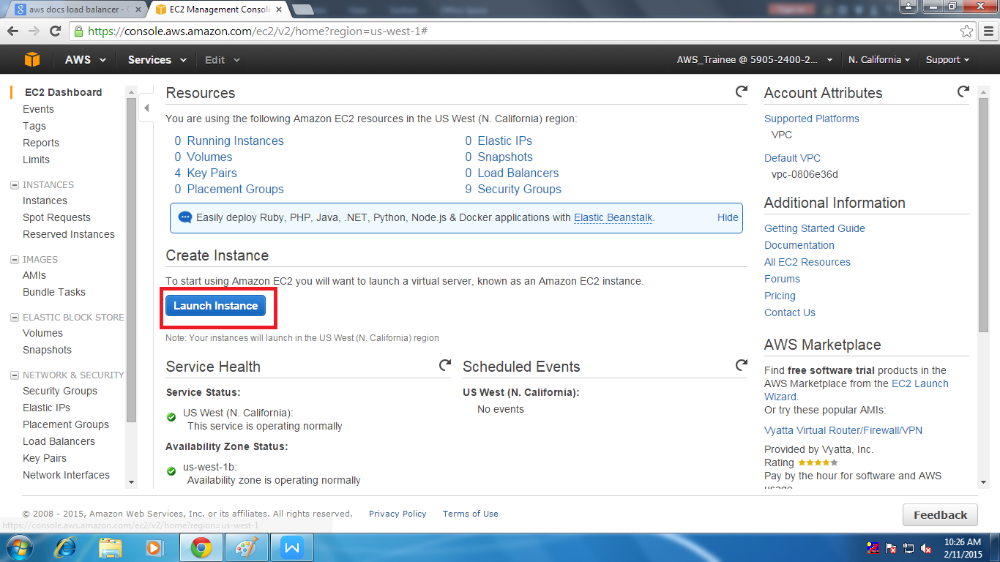 aws docs load balancer - G
EC2 Management Console
https://console.aws.amazon.com/ec2/v2/home?region=us-west-1#
AWS
Services
Edit
AWS_Trainee @ 5905-2400-2...
N. California
Support
EC2 Dashboard
Events
Tags
Reports
Limits
INSTANCES
Instances
Spot Requests
Reserved Instances
IMAGES
AMIs
Bundle Tasks
ELASTIC BLOCK STORE
Volumes
Snapshots
NETWORK & SECURITY
Security Groups
Elastic IPs
Placement Groups
Load Balancers
Key Pairs
Network Interfaces
Resources
You are using the following Amazon EC2 resources in the US West (N. California) region:
0 Running Instances
0 Elastic IPs
0 Volumes
0 Snapshots
4 Key Pairs
0 Load Balancers
0 Placement Groups
9 Security Groups
Easily deploy Ruby, PHP, Java, .NET, Python, Node.js & Docker applications with Elastic Beanstalk.
Hide
Create Instance
To start using Amazon EC2 you will want to launch a virtual server, known as an Amazon EC2 instance.
Launch Instance
Note: Your instances will launch in the US West (N. California) region
Service Health
Service Status:
US West (N. California):
This service is operating normally
Availability Zone Status:
us-west-1b:
Availability zone is operating normally
Scheduled Events
US West (N. California):
No events
Account Attributes
Supported Platforms
VPC
Default VPC
vpc-0806e36d
Additional Information
Getting Started Guide
Documentation
All EC2 Resources
Forums
Pricing
Contact Us
AWS Marketplace
Find free software trial products in the
AWS Marketplace from the EC2 Launch
Wizard.
Or try these popular AMIs:
Vyatta Virtual Router/Firewall/VPN
Provided by Vyatta, Inc.
Rating
Pay by the hour for software and AWS
usage
© 2008 - 2015, Amazon Web Services, Inc. or its affiliates. All rights reserved.
Privacy Policy
Terms of Use
Feedback
https://console.aws.amazon.com/ec2/v2/home?region=us-west-1
10:26 AM
2/11/2015